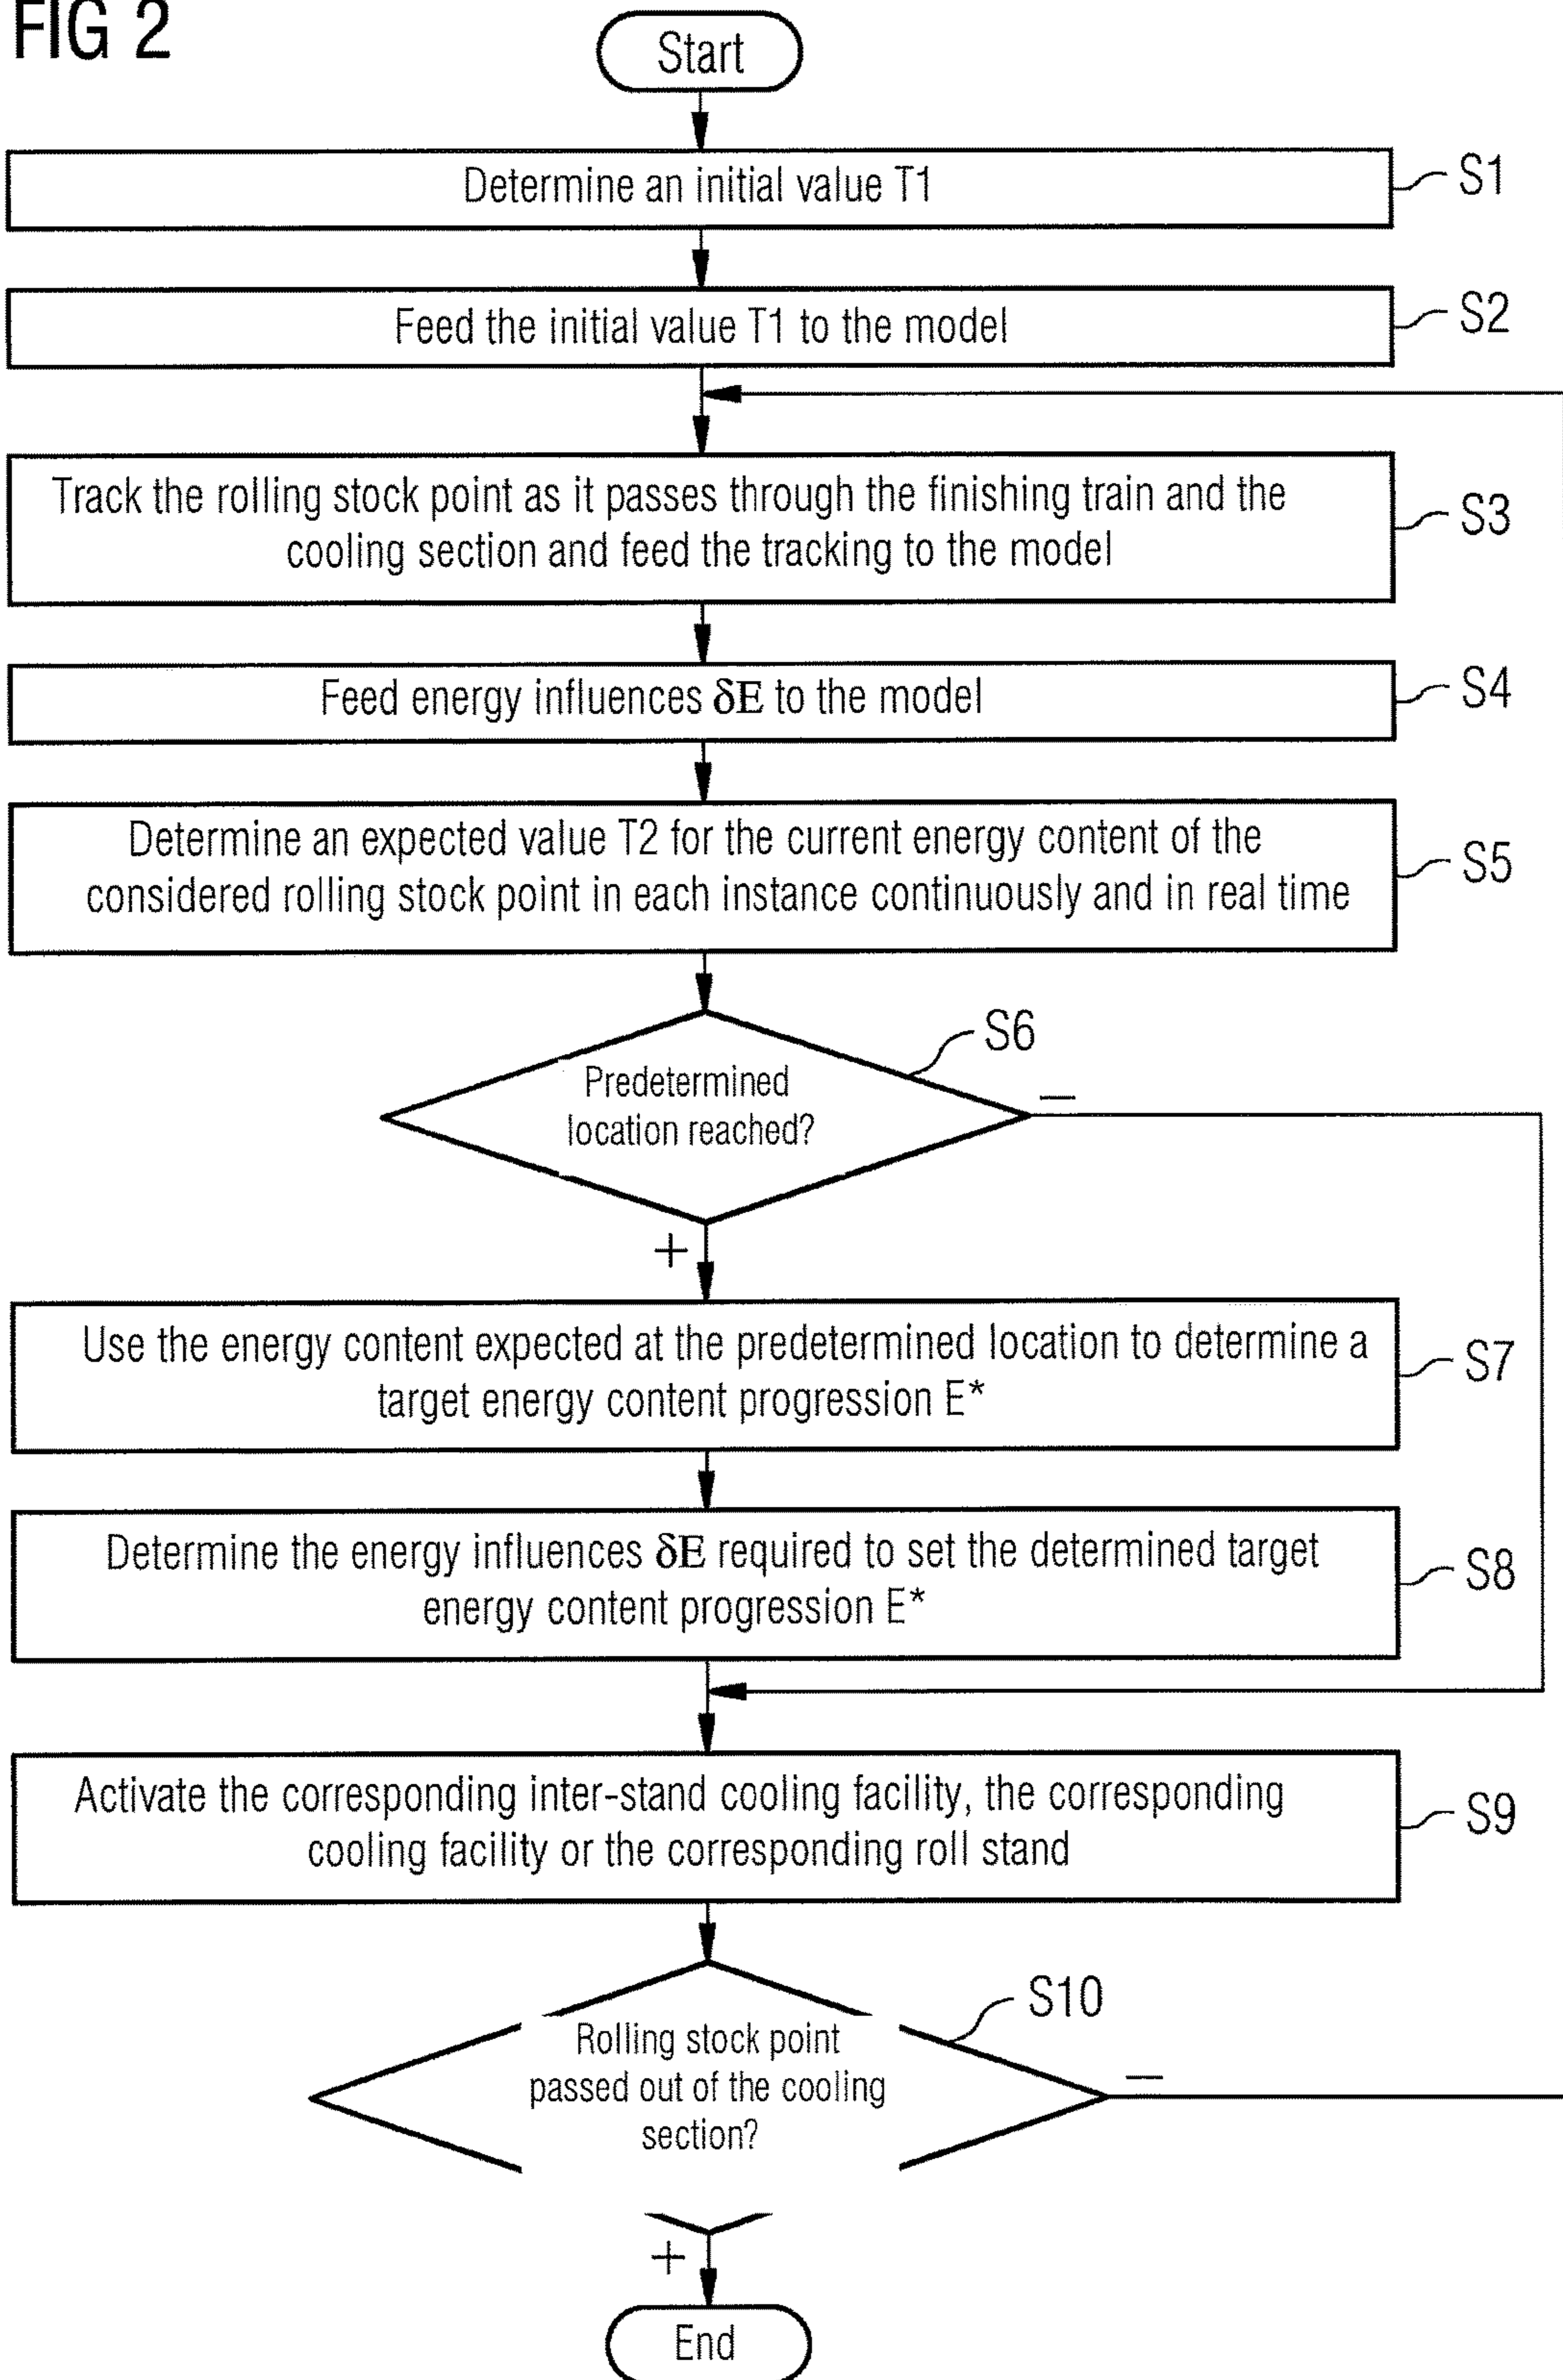 FIG 2
Start
Determine an initial value T1
S1
Feed the initial value T1 to the model
S2
Track the rolling stock point as it passes through the finishing train and the
cooling section and feed the tracking to the model
S3
Feed energy influences δE to the model
S4
Determine an expected value T2 for the current energy content of the
considered rolling stock point in each instance continuously and in real time
S5
Predetermined
location reached?
S6
−
+
Use the energy content expected at the predetermined location to determine a
target energy content progression E*
S7
Determine the energy influences δE required to set the determined target
energy content progression E*
S8
Activate the corresponding inter-stand cooling facility, the corresponding
cooling facility or the corresponding roll stand
S9
Rolling stock point
passed out of the cooling
section?
S10
−
+
End